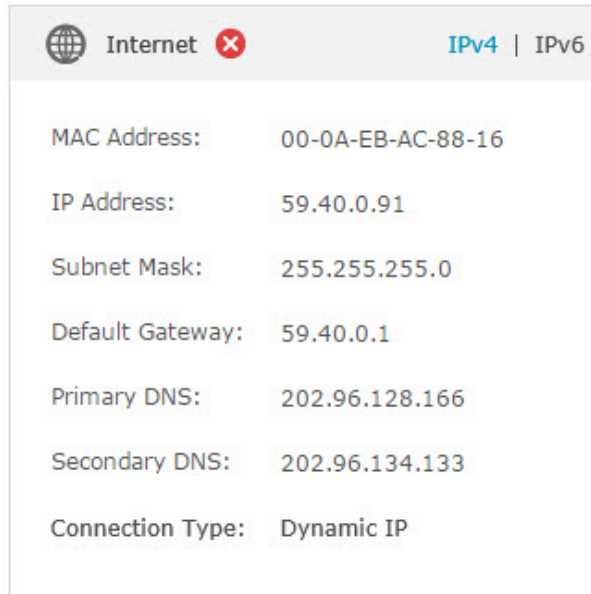 Internet IPv4 | IPv6
MAC Address: 00-0A-EB-AC-88-16
IP Address: 59.40.0.91
Subnet Mask: 255.255.255.0
Default Gateway: 59.40.0.1
Primary DNS: 202.96.128.166
Secondary DNS: 202.96.134.133
Connection Type: Dynamic IP